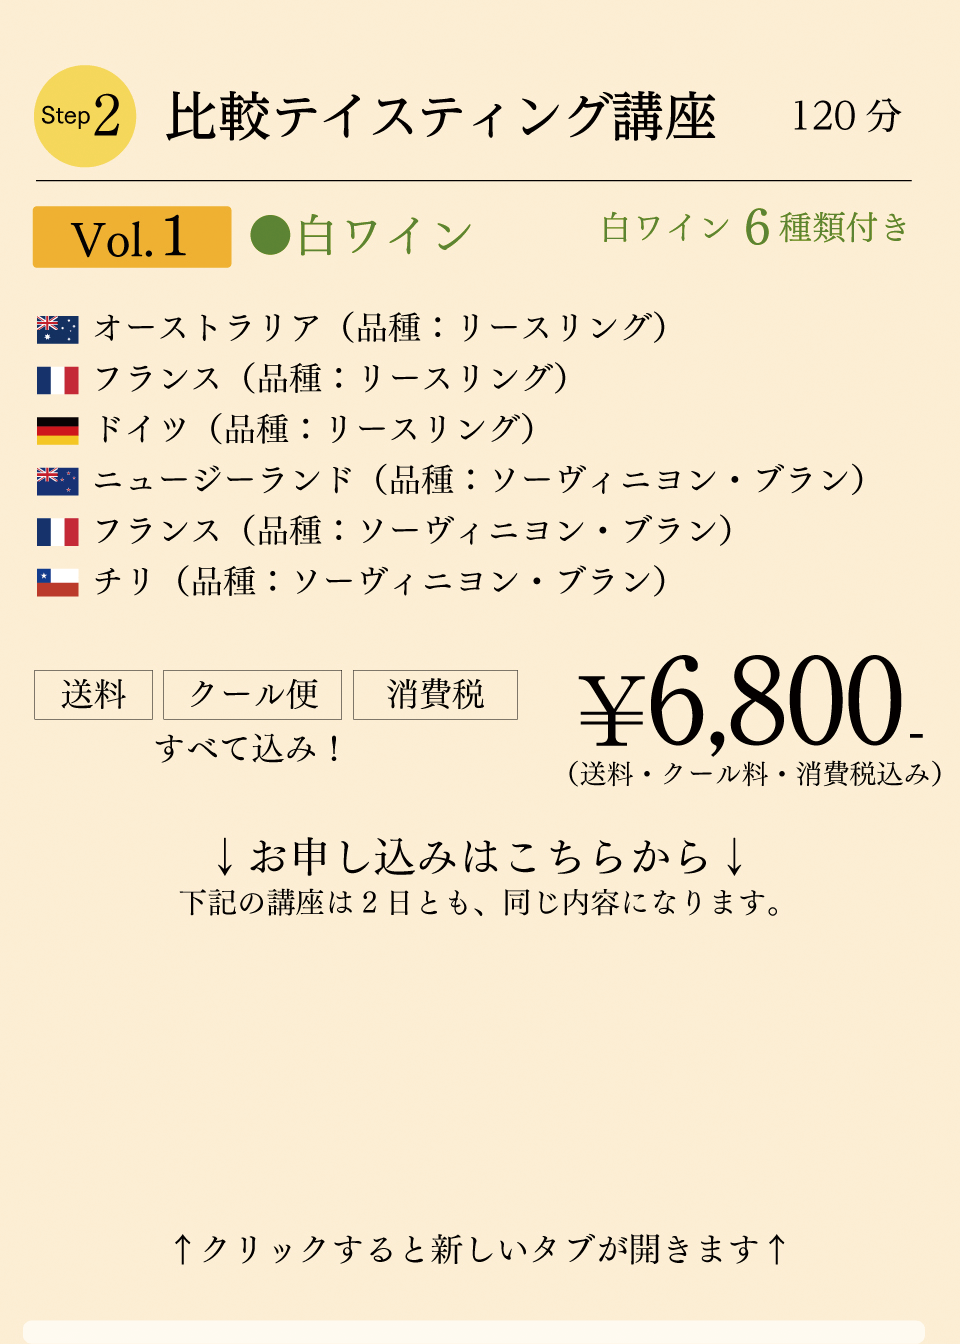 Step2 比較テイスティング講座 120分
Vol.1 ●白ワイン 白ワイン6種類付き
オーストラリア（品種：リースリング）
フランス（品種：リースリング）
ドイツ（品種：リースリング）
ニュージーランド（品種：ソーヴィニヨン・ブラン）
フランス（品種：ソーヴィニヨン・ブラン）
チリ（品種：ソーヴィニヨン・ブラン）
送料 クール便 消費税 ¥6,800-
すべて込み！
（送料・クール料・消費税込み）
↓お申し込みはこちらから↓
下記の講座は2日とも、同じ内容になります。
↑クリックすると新しいタブが開きます↑